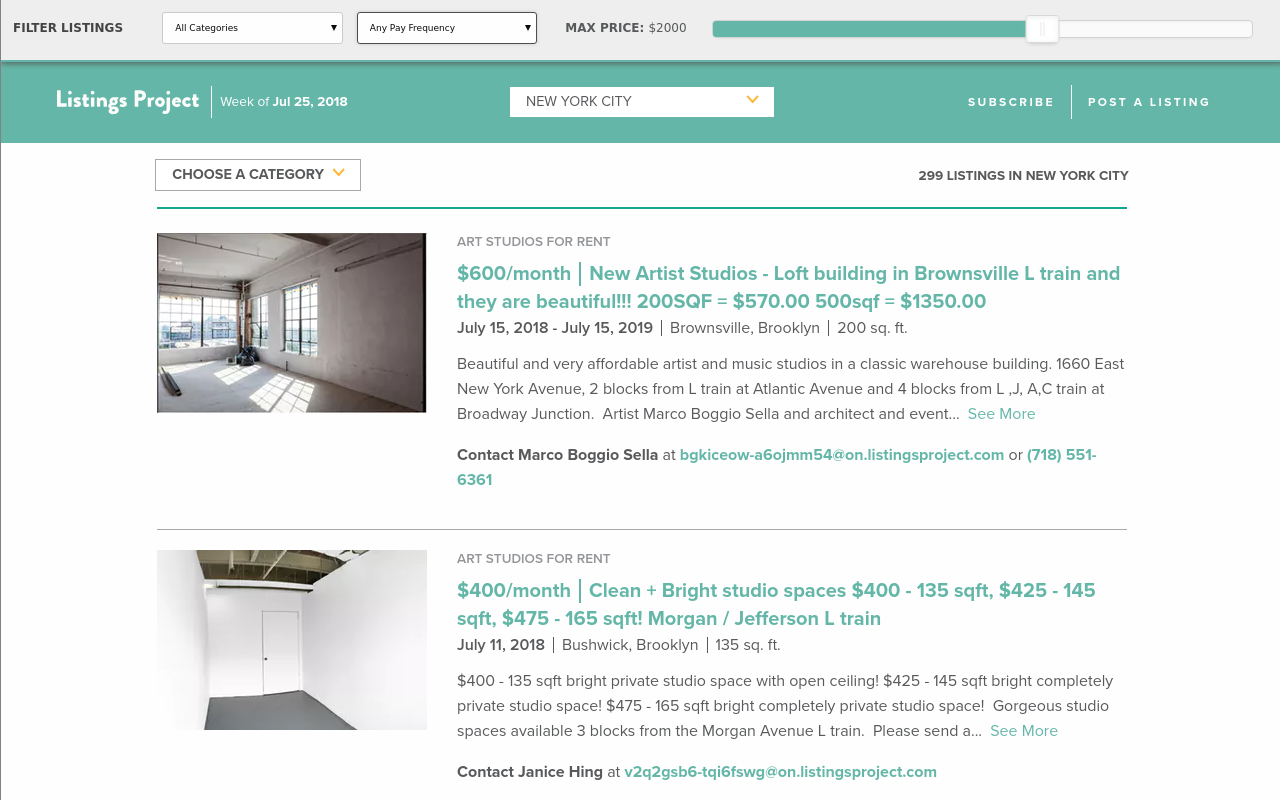 FILTER LISTINGS
All Categories
Any Pay Frequency
MAX PRICE: $2000
Listings Project
Week of Jul 25, 2018
NEW YORK CITY
SUBSCRIBE
POST A LISTING
CHOOSE A CATEGORY
299 LISTINGS IN NEW YORK CITY
ART STUDIOS FOR RENT
$600/month | New Artist Studios - Loft building in Brownsville L train and
they are beautiful!!! 200SQF = $570.00 500sqf = $1350.00
July 15, 2018 - July 15, 2019 | Brownsville, Brooklyn | 200 sq. ft.
Beautiful and very affordable artist and music studios in a classic warehouse building. 1660 East
New York Avenue, 2 blocks from L train at Atlantic Avenue and 4 blocks from L ,J, A,C train at
Broadway Junction.  Artist Marco Boggio Sella and architect and event...  See More
Contact Marco Boggio Sella at bgkiceow-a6ojmm54@on.listingsproject.com or (718) 551-
6361
ART STUDIOS FOR RENT
$400/month | Clean + Bright studio spaces $400 - 135 sqft, $425 - 145
sqft, $475 - 165 sqft! Morgan / Jefferson L train
July 11, 2018 | Bushwick, Brooklyn | 135 sq. ft.
$400 - 135 sqft bright private studio space with open ceiling! $425 - 145 sqft bright completely
private studio space! $475 - 165 sqft bright completely private studio space!  Gorgeous studio
spaces available 3 blocks from the Morgan Avenue L train.  Please send a...  See More
Contact Janice Hing at v2q2gsb6-tqi6fswg@on.listingsproject.com